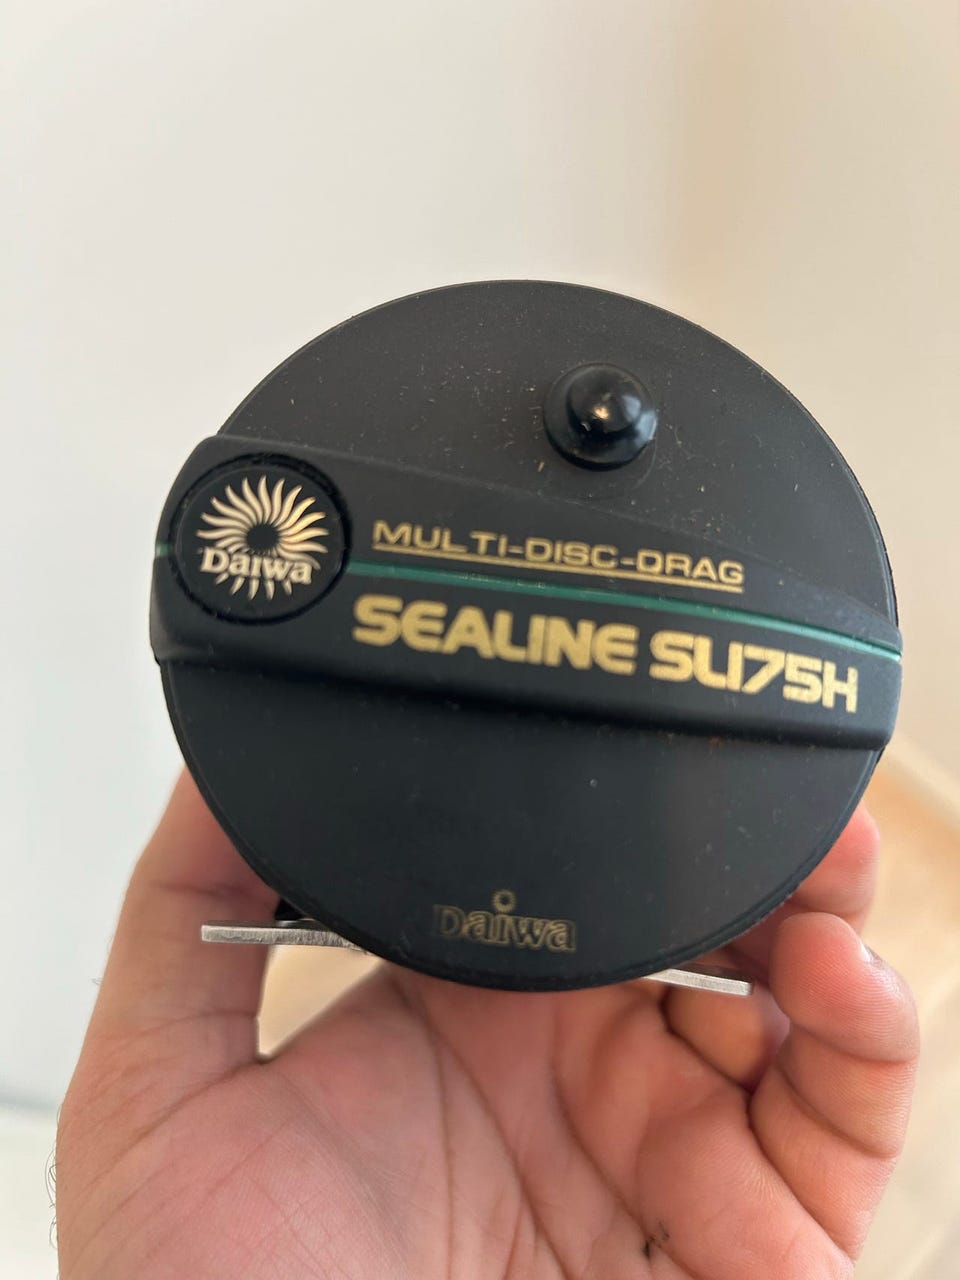 Daiwa
MULTI-DISC-DRAG
SEALINE SL175H
Daiwa